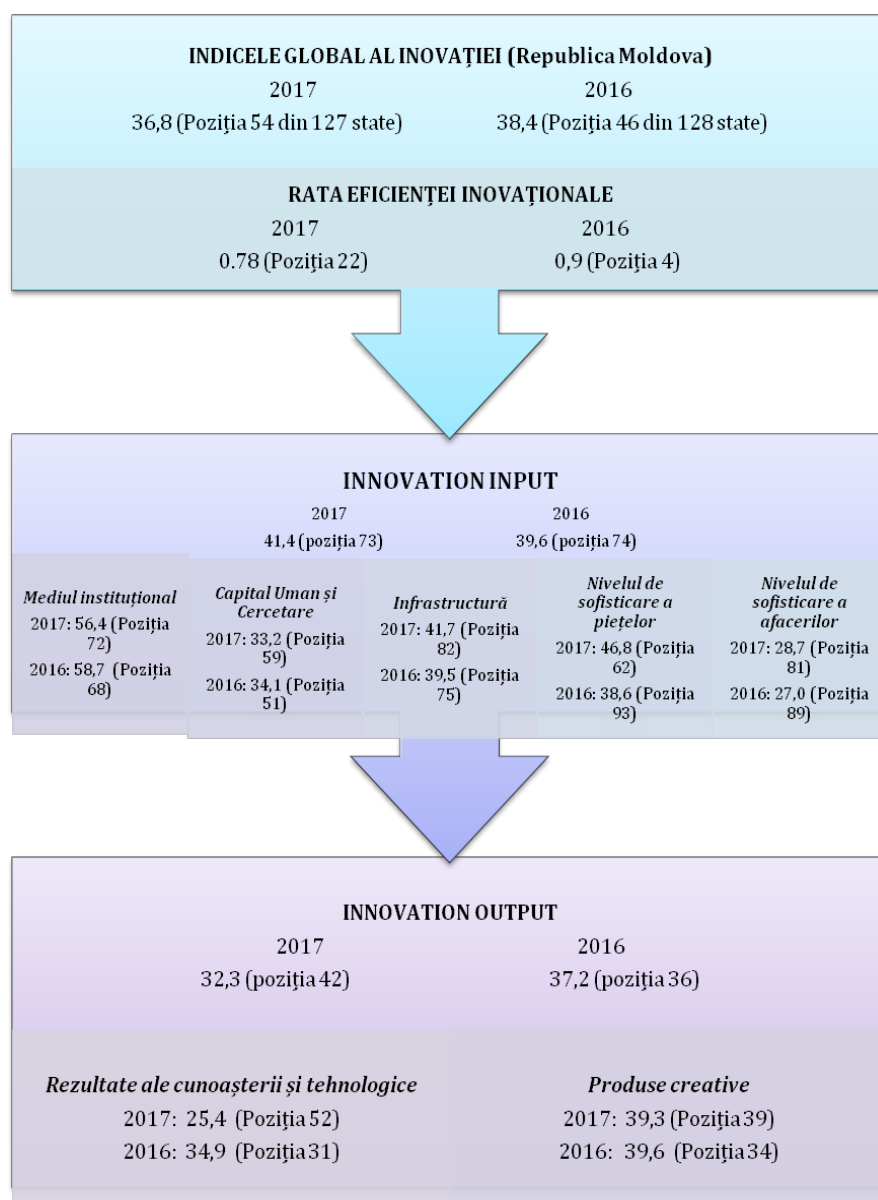 INDICELE GLOBAL AL INOVAȚIEI (Republica Moldova)
2017 2016
36,8 (Poziția 54 din 127 state) 38,4 (Poziția 46 din 128 state)
RATA EFICIENȚEI INOVAȚIONALE
2017 2016
0.78 (Poziția 22) 0,9 (Poziția 4)
INNOVATION INPUT
2017 2016
41,4 (poziția 73) 39,6 (poziția 74)
Mediul instituțional
2017: 56,4 (Poziția
72)
2016: 58,7 (Poziția
68)
Capital Uman și
Cercetare
2017: 33,2 (Poziția
59)
2016: 34,1 (Poziția
51)
Infrastructură
2017: 41,7 (Poziția
82)
2016: 39,5 (Poziția
75)
Nivelul de
sofisticare a
piețelor
2017: 46,8 (Poziția
62)
2016: 38,6 (Poziția
93)
Nivelul de
sofisticare a
afacerilor
2017: 28,7 (Poziția
81)
2016: 27,0 (Poziția
89)
INNOVATION OUTPUT
2017 2016
32,3 (poziția 42) 37,2 (poziția 36)
Rezultate ale cunoașterii și tehnologice
2017: 25,4 (Poziția 52)
2016: 34,9 (Poziția 31)
Produse creative
2017: 39,3 (Poziția 39)
2016: 39,6 (Poziția 34)